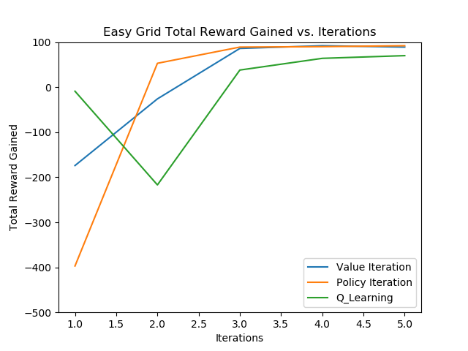 Easy Grid Total Reward Gained vs. Iterations
Total Reward Gained
100
0
−100
−200
−300
−400
−500
Value Iteration
Policy Iteration
Q_Learning
1.0 1.5 2.0 2.5 3.0 3.5 4.0 4.5 5.0
Iterations